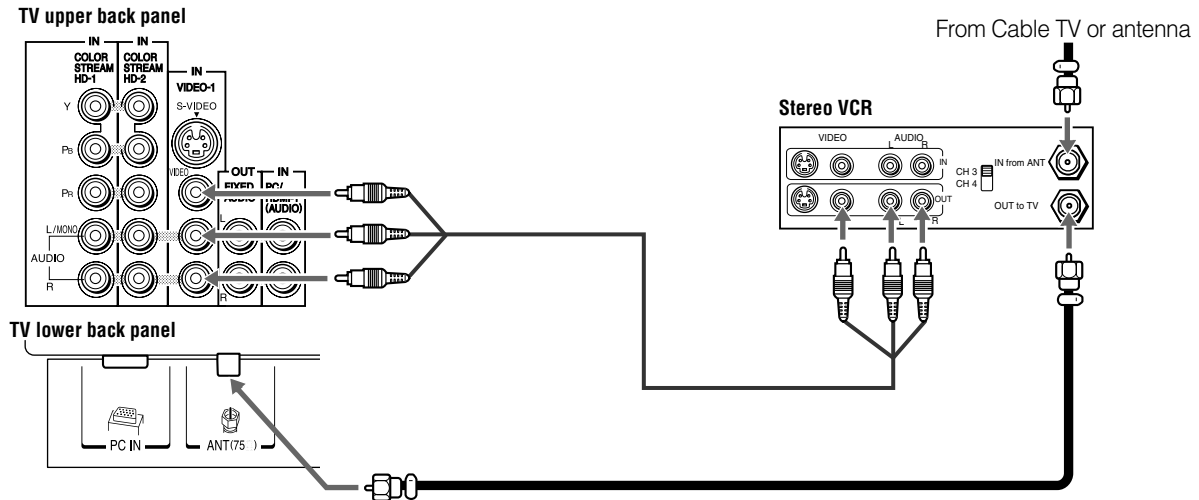 TV upper back panel
From Cable TV or antenna
IN
COLOR
STREAM
HD-1
IN
COLOR
STREAM
HD-2
IN
VIDEO-1
S-VIDEO
VIDEO
Y
PB
PR
L/MONO
AUDIO
R
OUT
FIXED
AUDIO
L
R
IN
PC/
(AUDIO)
Stereo VCR
VIDEO
AUDIO
L
R
IN
OUT
L
R
CH 3
CH 4
IN from ANT
OUT to TV
TV lower back panel
PC IN
ANT(75 )